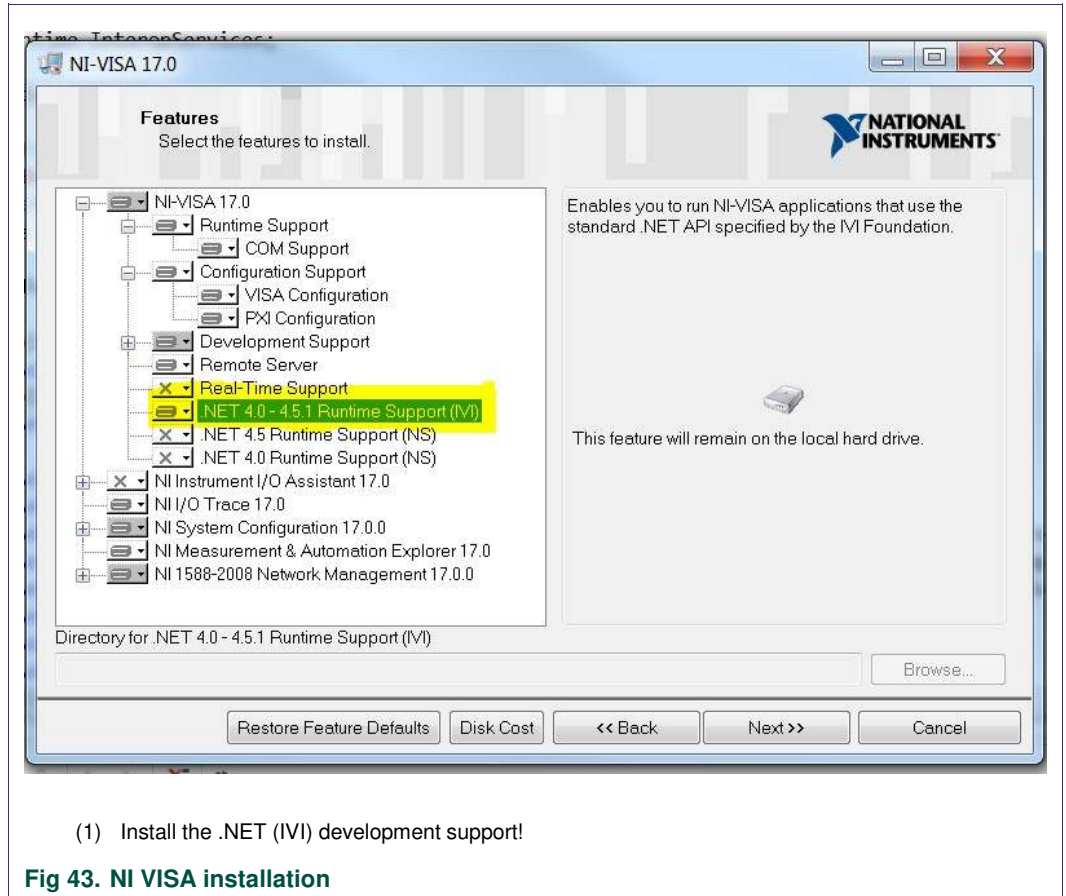 NI-VISA 17.0
Features
Select the features to install.
NATIONAL
INSTRUMENTS
NI-VISA 17.0
Runtime Support
COM Support
Configuration Support
VISA Configuration
PXI Configuration
Development Support
Remote Server
Real-Time Support
.NET 4.0 - 4.5.1 Runtime Support (IVI)
.NET 4.5 Runtime Support (NS)
.NET 4.0 Runtime Support (NS)
NI Instrument I/O Assistant 17.0
NI I/O Trace 17.0
NI System Configuration 17.0.0
NI Measurement & Automation Explorer 17.0
NI 1588-2008 Network Management 17.0.0
Enables you to run NI-VISA applications that use the
standard .NET API specified by the IVI Foundation.
This feature will remain on the local hard drive.
Directory for .NET 4.0 - 4.5.1 Runtime Support (IVI)
Browse...
Restore Feature Defaults
Disk Cost
<< Back
Next >>
Cancel
(1) Install the .NET (IVI) development support!
Fig 43. NI VISA installation